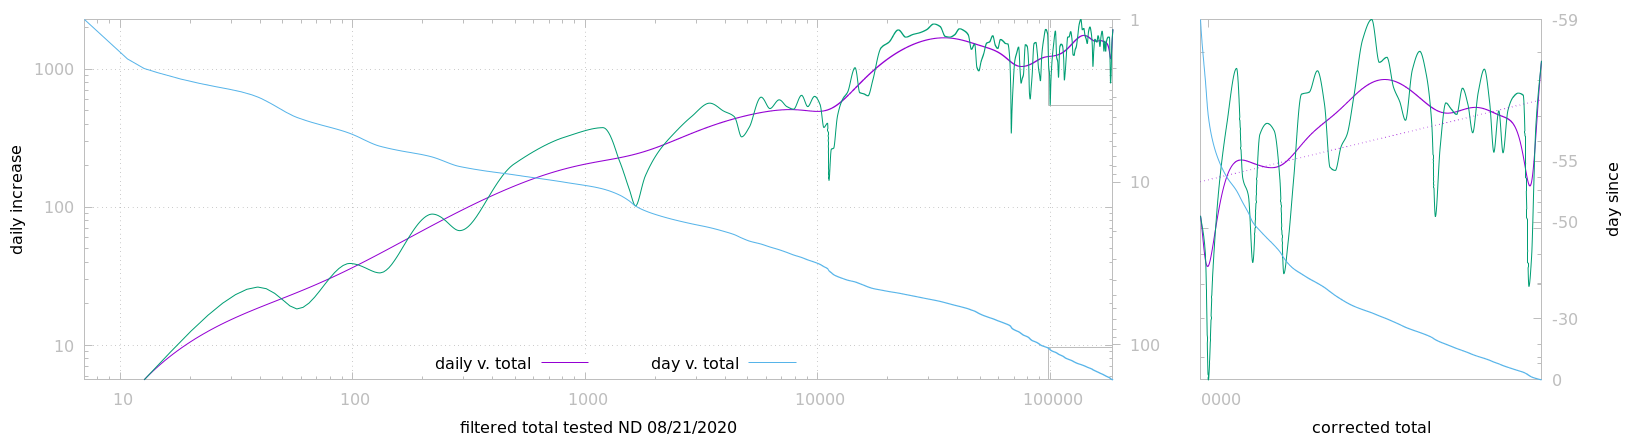 daily increase
1000
100
10
10
100
1000
10000
100000
filtered total tested ND 08/21/2020
daily v. total
day v. total
1
10
100
0000
corrected total
-59
-55
-50
-30
0
day since